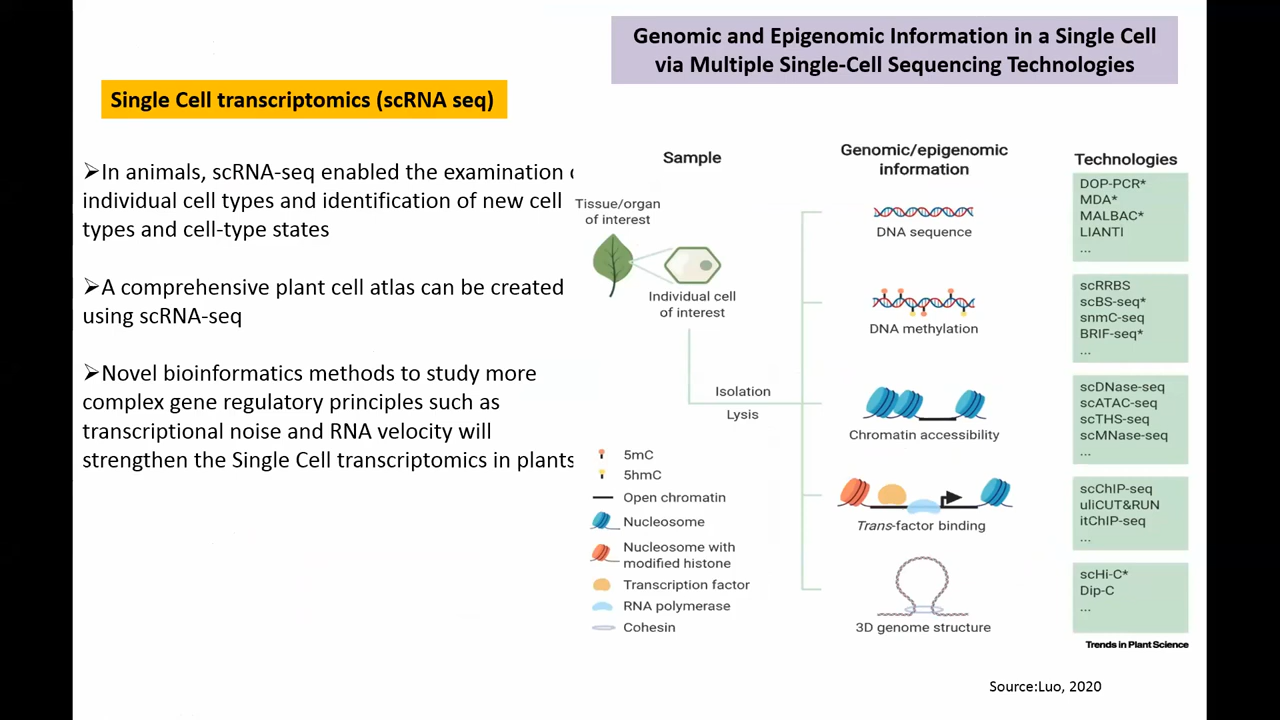 Genomic and Epigenomic Information in a Single Cell
via Multiple Single-Cell Sequencing Technologies
Single Cell transcriptomics (scRNA seq)
➢In animals, scRNA-seq enabled the examination
individual cell types and identification of new cell
types and cell-type states
➢A comprehensive plant cell atlas can be created
using scRNA-seq
➢Novel bioinformatics methods to study more
complex gene regulatory principles such as
transcriptional noise and RNA velocity will
strengthen the Single Cell transcriptomics in plants
Sample
Tissue/organ
of interest
Individual cell
of interest
Isolation
Lysis
5mC
5hmC
Open chromatin
Nucleosome
Nucleosome with
modified histone
Transcription factor
RNA polymerase
Cohesin
Genomic/epigenomic
information
DNA sequence
DNA methylation
Chromatin accessibility
Trans-factor binding
3D genome structure
Technologies
DOP-PCR*
MDA*
MALBAC*
LIANTI
...
scRRBS
scBS-seq*
snmC-seq
BRIF-seq*
...
scDNase-seq
scATAC-seq
scTHS-seq
scMNase-seq
...
scChIP-seq
uliCUT&RUN
itChIP-seq
...
scHi-C*
Dip-C
...
Trends in Plant Science
Source:Luo, 2020